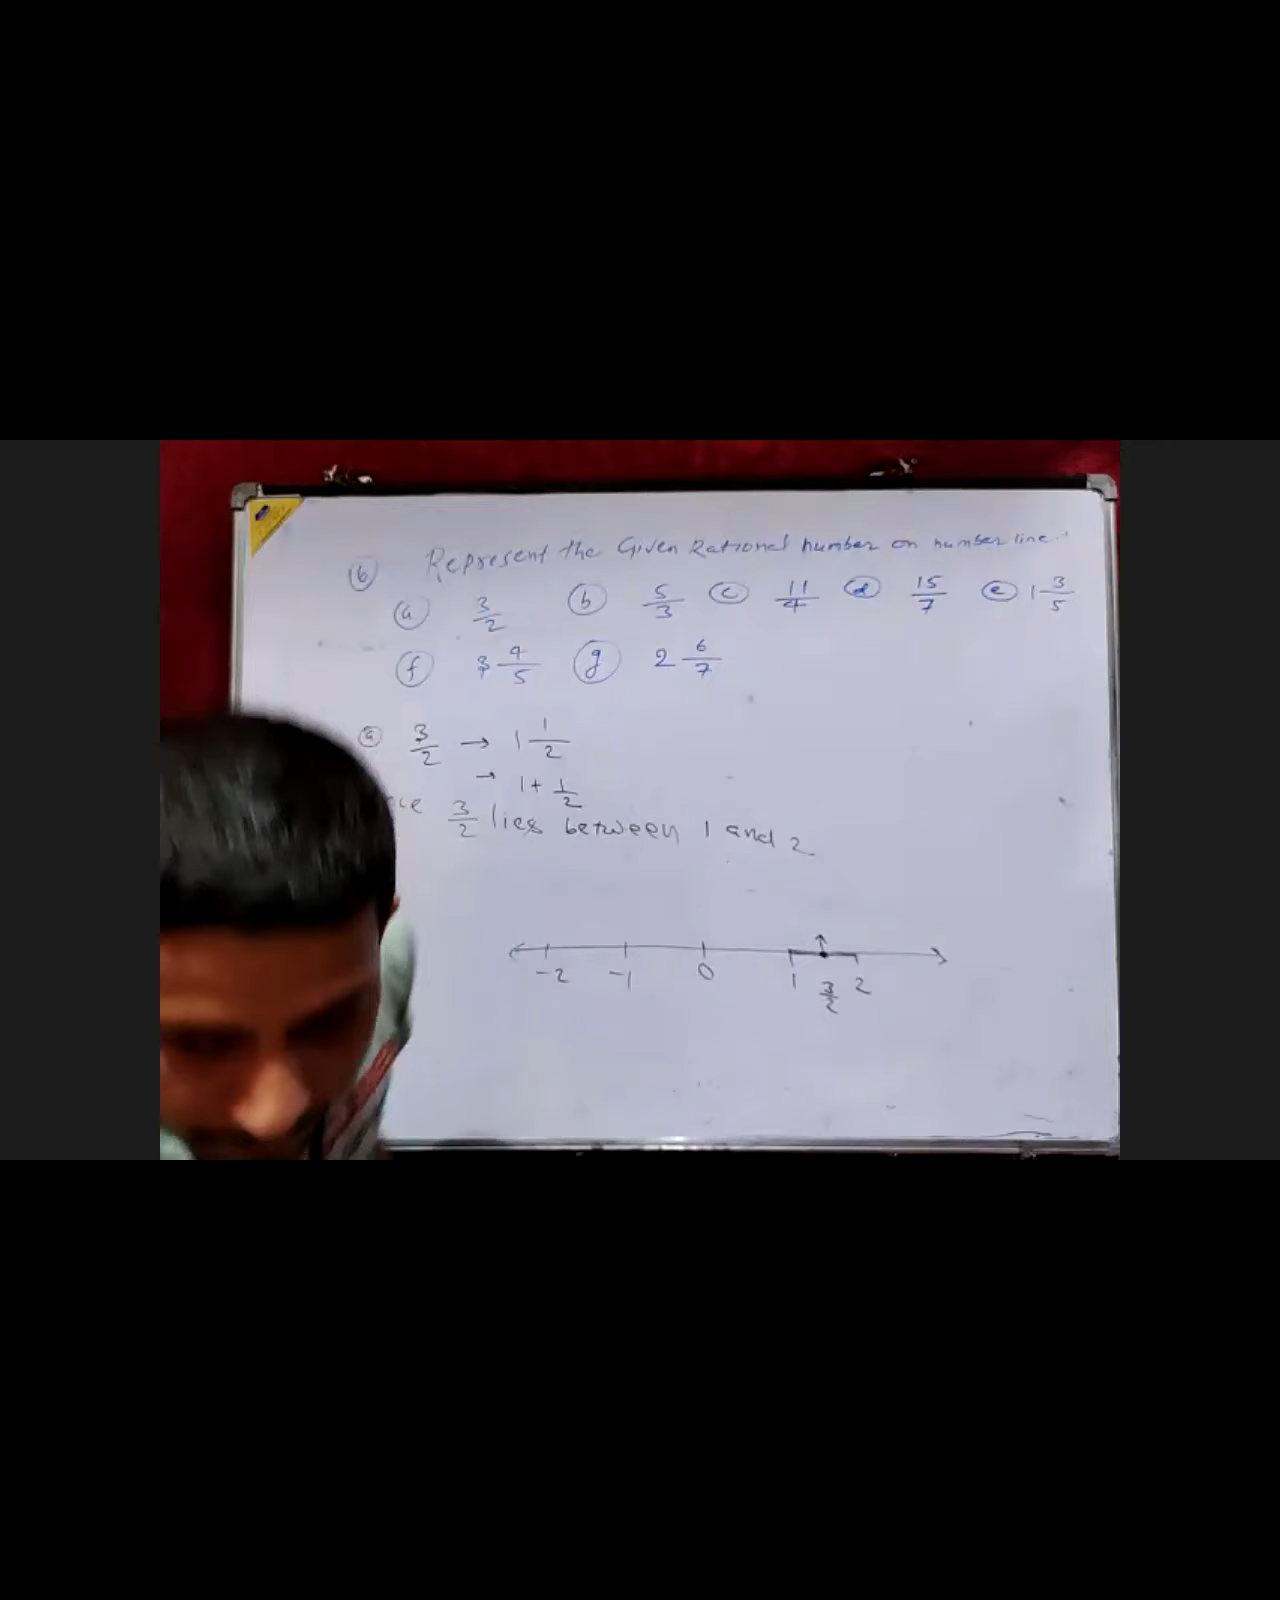 6 Represent the Given Rational number on number line.
a 3/2 b 5/3 c 11/4 d 15/7 e 1 3/5
f 3 4/5 g 2 6/7
a 3/2 → 1 1/2
→ 1 + 1/2
3/2 lies between 1 and 2
-2 -1 0 1 3/2 2